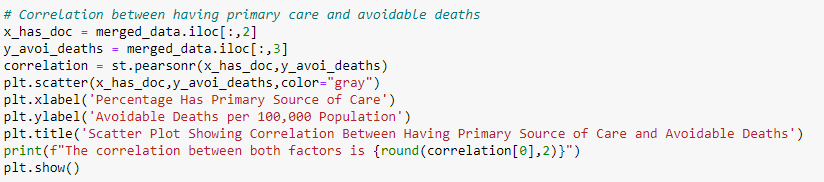 # Correlation between having primary care and avoidable deaths
x_has_doc = merged_data.iloc[:,2]
y_avoi_deaths = merged_data.iloc[:,3]
correlation = st.pearsonr(x_has_doc,y_avoi_deaths)
plt.scatter(x_has_doc,y_avoi_deaths,color="gray")
plt.xlabel('Percentage Has Primary Source of Care')
plt.ylabel('Avoidable Deaths per 100,000 Population')
plt.title('Scatter Plot Showing Correlation Between Having Primary Source of Care and Avoidable Deaths')
print(f"The correlation between both factors is {round(correlation[0],2)}")
plt.show()